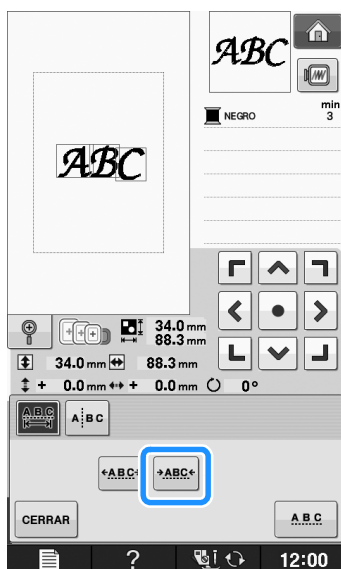 ABC
min
NEGRO 3
ABC
34.0 mm
88.3 mm
34.0 mm 88.3 mm
+ 0.0 mm + 0.0 mm 0°
ABC A BC
ABC ABC
CERRAR ABC
? 12:00